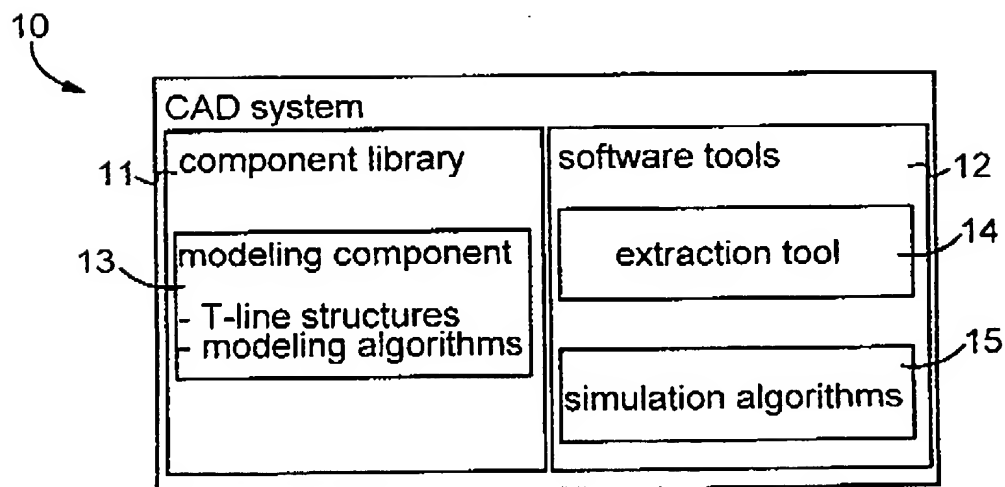 10
CAD system
11
component library
software tools
12
13
modeling component
- T-line structures
- modeling algorithms
extraction tool
14
simulation algorithms
15